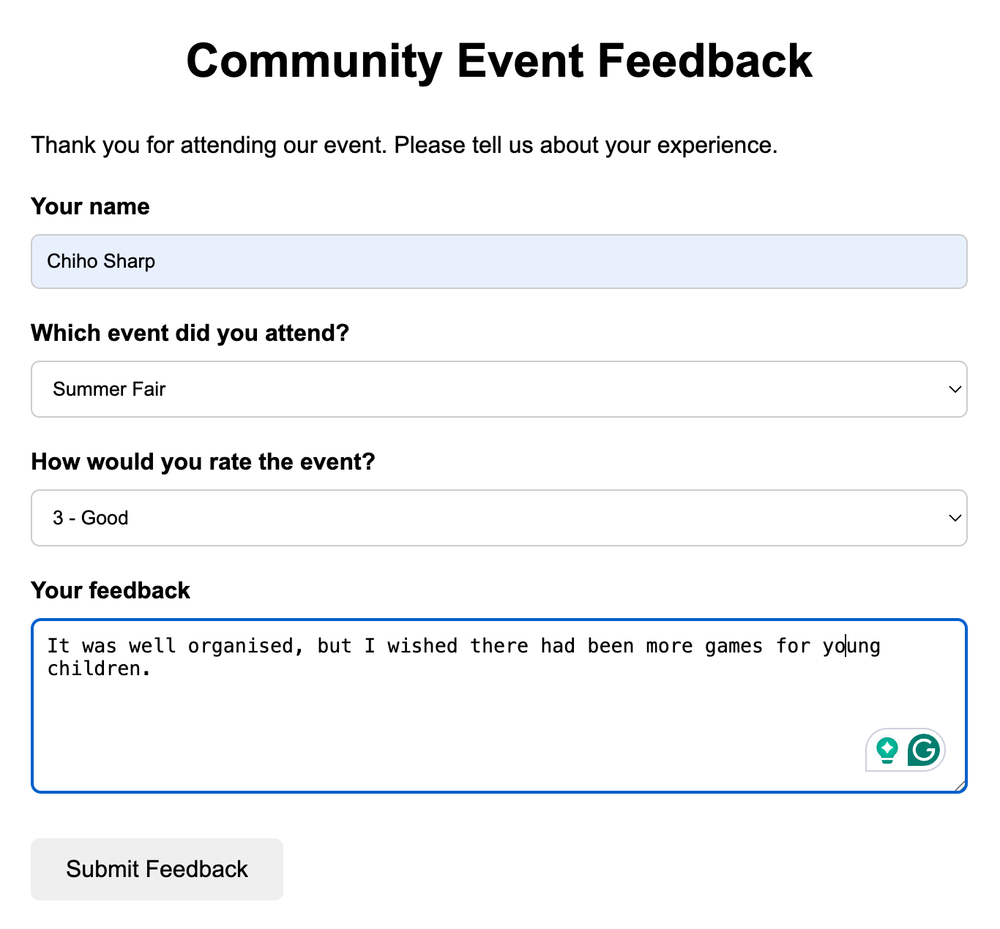 Community Event Feedback
Thank you for attending our event. Please tell us about your experience.
Your name
Chiho Sharp
Which event did you attend?
Summer Fair
How would you rate the event?
3 - Good
Your feedback
It was well organised, but I wished there had been more games for young
children.
Submit Feedback